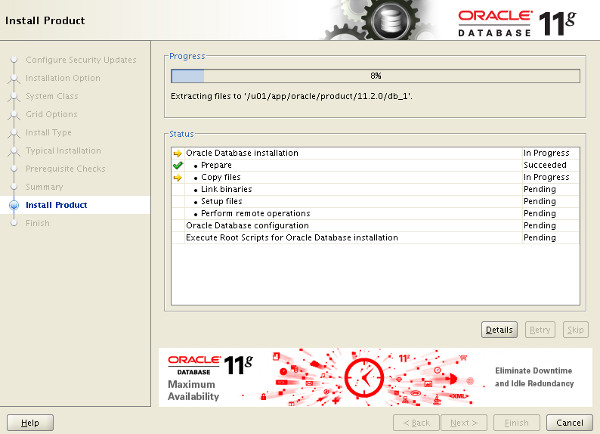 Install Product
ORACLE
DATABASE 11g
Configure Security Updates
Installation Option
System Class
Grid Options
Install Type
Typical Installation
Prerequisite Checks
Summary
Install Product
Finish
Progress
8%
Extracting files to '/u01/app/oracle/product/11.2.0/db_1'.
Status
Oracle Database installation In Progress
• Prepare Succeeded
• Copy files In Progress
• Link binaries Pending
• Setup files Pending
• Perform remote operations Pending
Oracle Database configuration Pending
Execute Root Scripts for Oracle Database installation Pending
Details Retry Skip
ORACLE
DATABASE 11g
Maximum
Availability
11g
<XML>
Eliminate Downtime
and Idle Redundancy
Help < Back Next > Finish Cancel